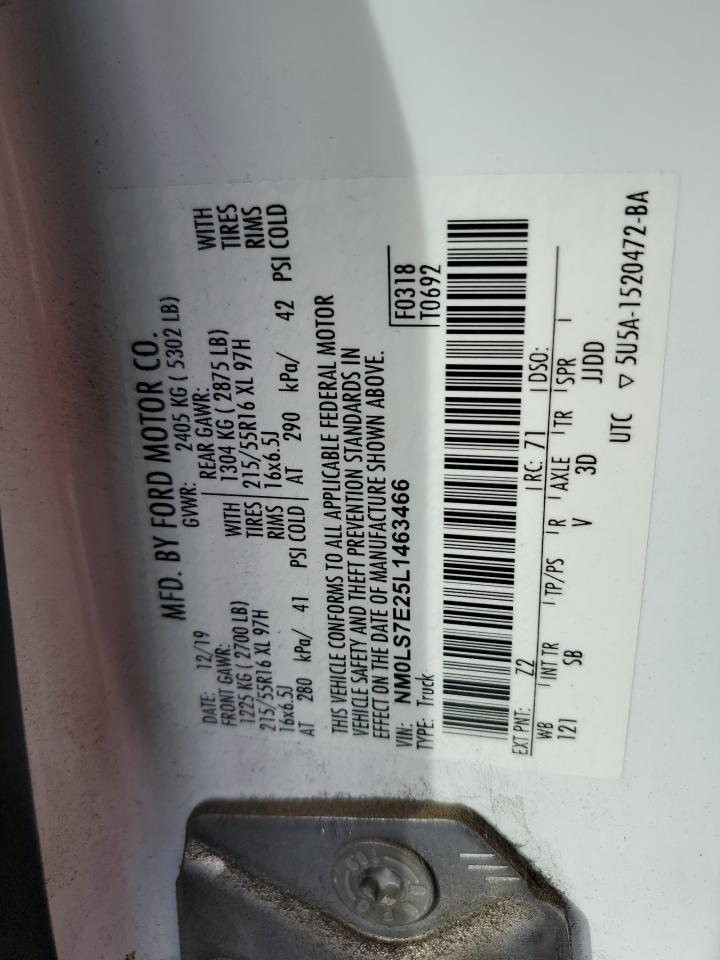 MFD. BY FORD MOTOR CO.
DATE: 12/19 GVWR: 2405 KG ( 5302 LB)
FRONT GAWR: REAR GAWR:
1225 KG ( 2700 LB) WITH 1304 KG ( 2875 LB) WITH
215/55R16 XL 97H TIRES 215/55R16 XL 97H TIRES
16x6.5J RIMS 16x6.5J RIMS
AT 280 kPa/ 41 PSI COLD AT 290 kPa/ 42 PSI COLD
THIS VEHICLE CONFORMS TO ALL APPLICABLE FEDERAL MOTOR
VEHICLE SAFETY AND THEFT PREVENTION STANDARDS IN
EFFECT ON THE DATE OF MANUFACTURE SHOWN ABOVE.
VIN: NM0LS7E25L1463466 F0318
TYPE: Truck T0692
EXT PNT: Z2 RC: 71 DSO:
WB INT TR TP/PS R AXLE TR SPR
121 SB V 3D JJDD
UTC ▽ 5U5A-1520472-BA